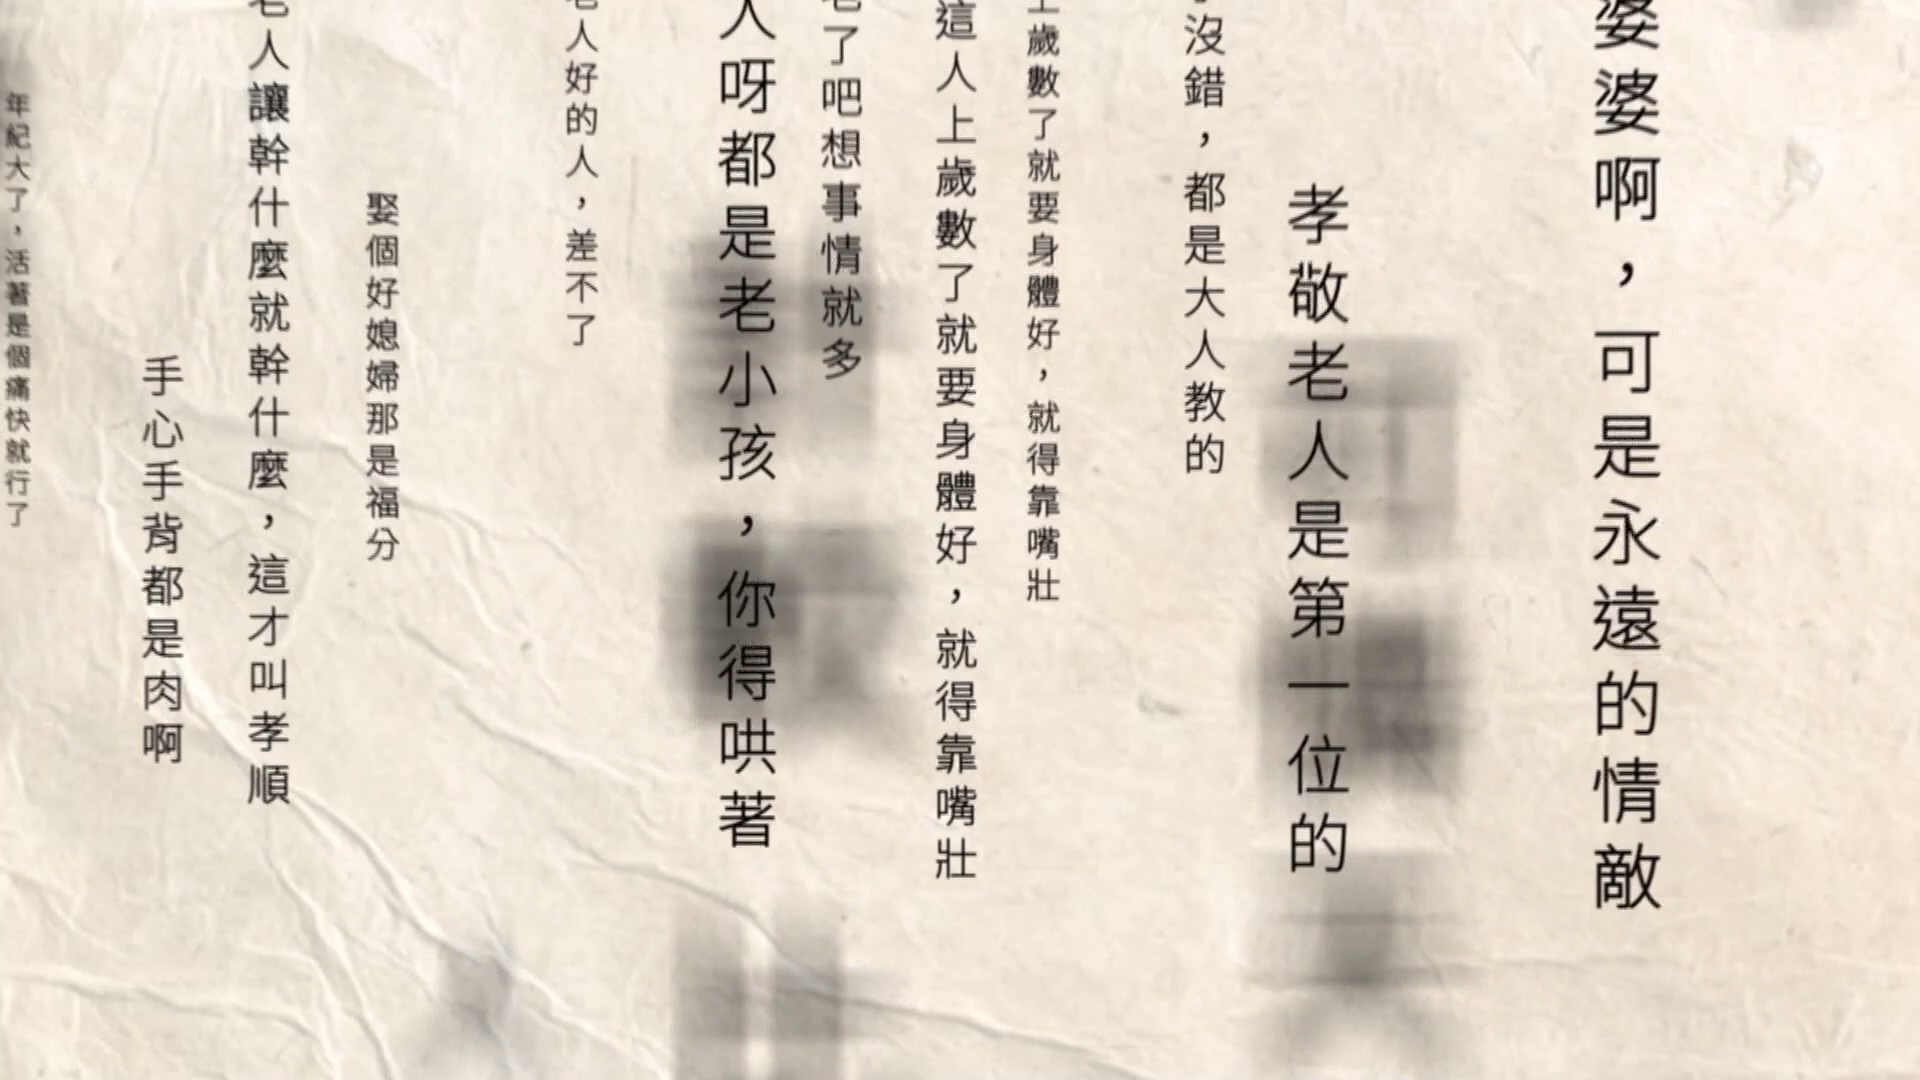 婆婆啊，可是永遠的情敵
孝敬老人是第一位的
沒錯，都是大人教的
歲數了就要身體好，就得靠嘴壯
這人上歲數了就要身體好，就得靠嘴壯
老了吧想事情就多
人呀都是老小孩，你得哄著
老人好的人，差不了
娶個好媳婦那是福分
老人讓幹什麼就幹什麼，這才叫孝順
手心手背都是肉啊
年紀大了，活著是個痛快就行了